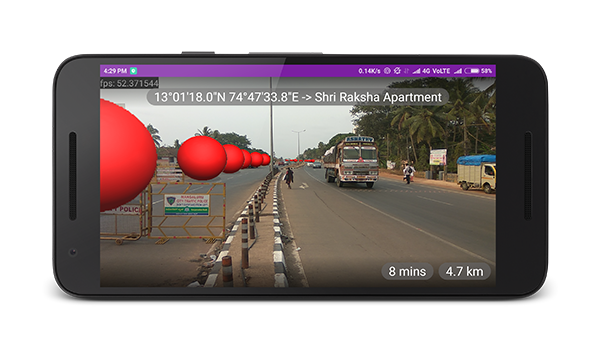 4:29 PM 0.14K/s 4G VoLTE 58%
fps: 52.371544
13°01'18.0"N 74°47'33.8"E -> Shri Raksha Apartment
POLICE
8 mins 4.7 km